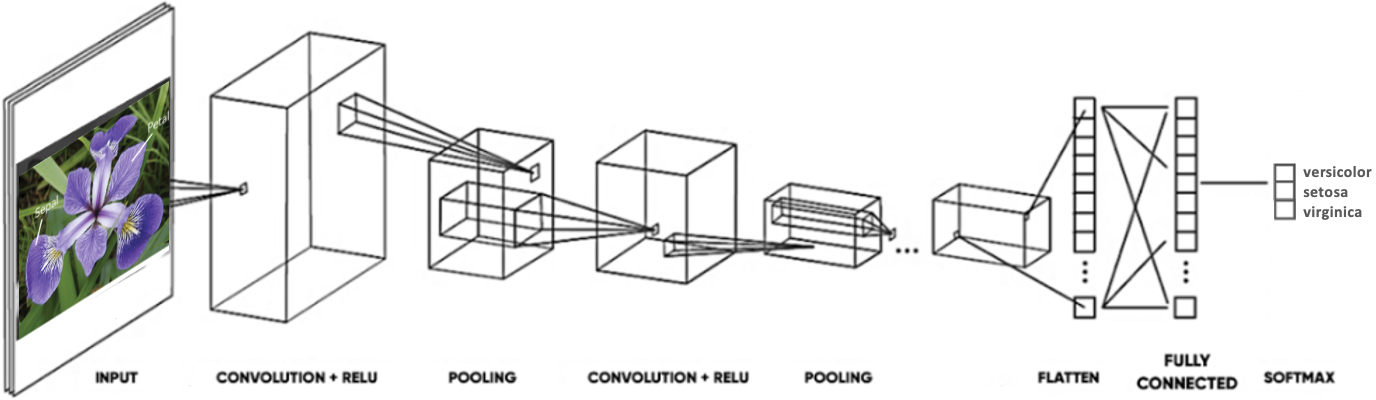 Petal
Sepal
versicolor
setosa
virginica
INPUT
CONVOLUTION + RELU
POOLING
CONVOLUTION + RELU
POOLING
FLATTEN
FULLY
CONNECTED
SOFTMAX